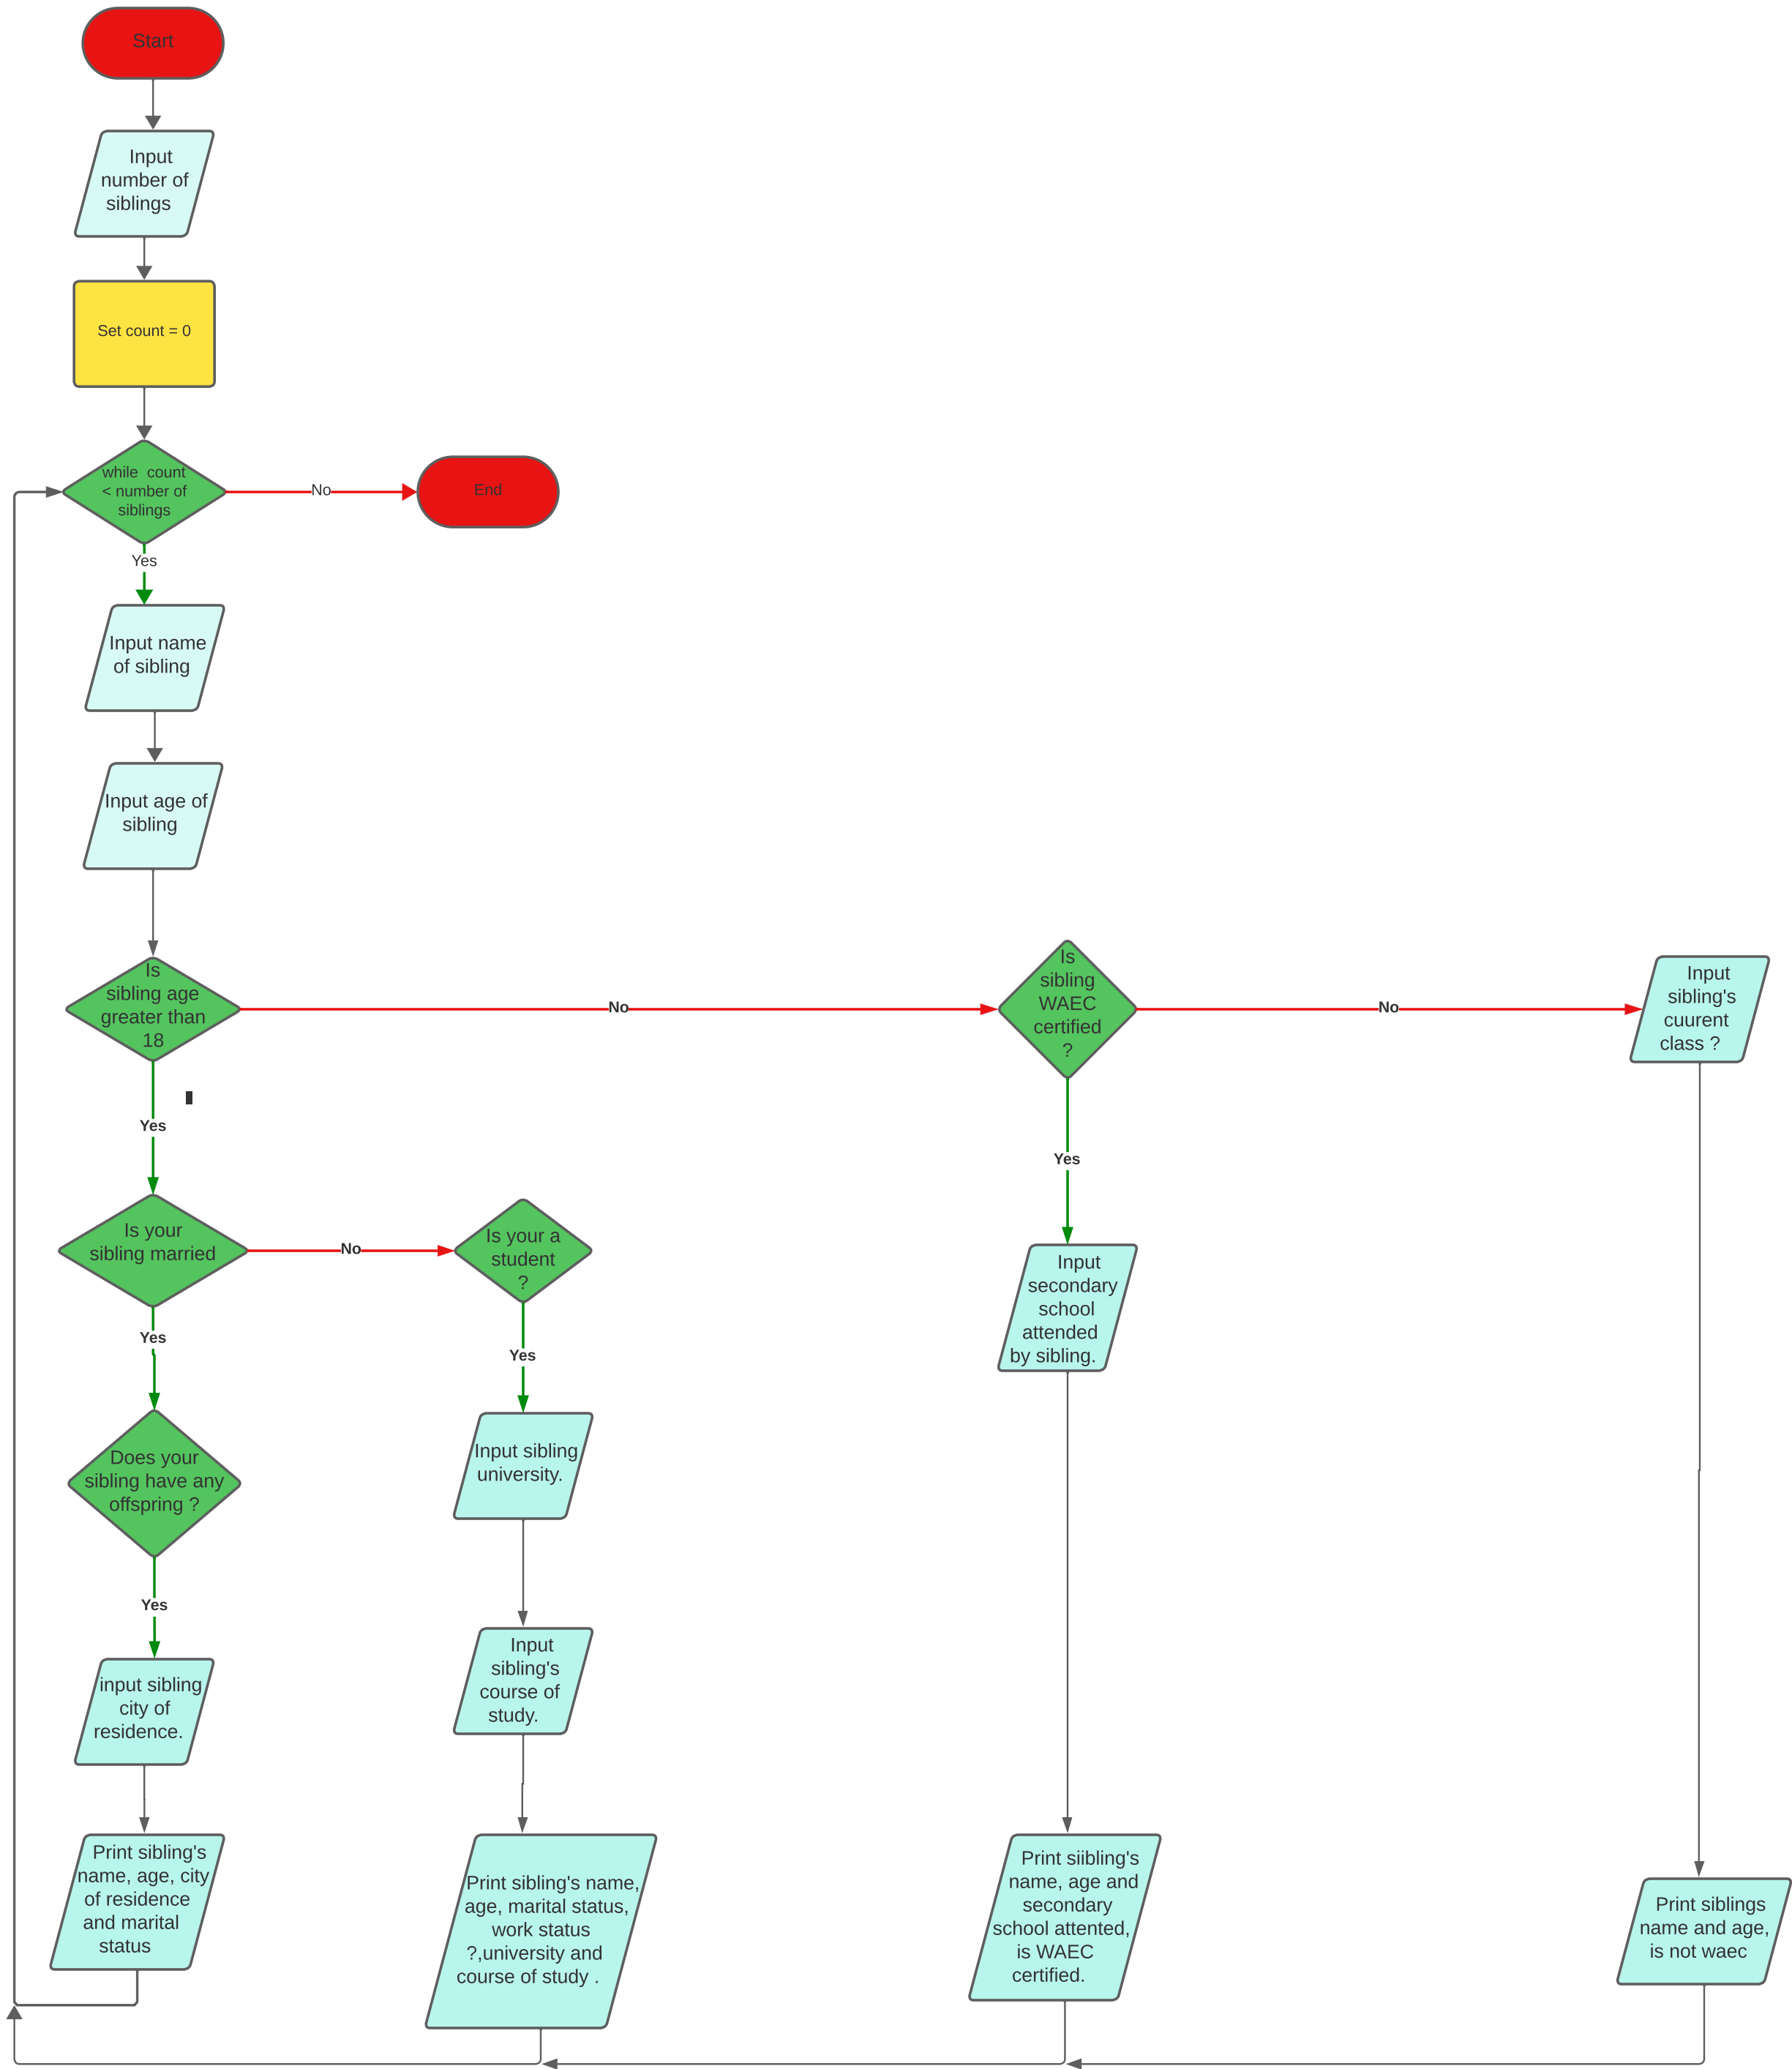 Start
Input
number of
siblings
Set count = 0
while count
< number of
siblings
No
End
Yes
Input name
of sibling
Input age of
sibling
Is
sibling age
greater than
18
No
Is
sibling
WAEC
certified
?
No
Input
sibling's
cuurent
class ?
Yes
Yes
Is your
sibling married
No
Is your a
student
?
Input
secondary
school
attended
by sibling.
Yes
Yes
Does your
sibling have any
offspring ?
Input sibling
university.
Yes
Input
sibling's
course of
study.
input sibling
city of
residence.
Print sibling's
name, age, city
of residence
and marital
status
Print sibling's name,
age, marital status,
work status
?,university and
course of study .
Print siibling's
name, age and
secondary
school attented,
is WAEC
certified.
Print siblings
name and age,
is not waec